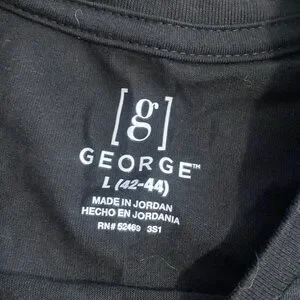 [g]
GEORGE™
L (42-44)
MADE IN JORDAN
HECHO EN JORDANIA
RN# 52469 3S1